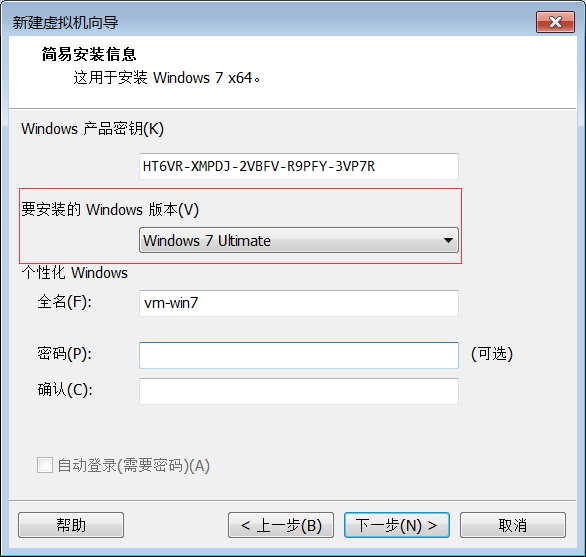 新建虚拟机向导
简易安装信息
这用于安装 Windows 7 x64。
Windows 产品密钥(K)
HT6VR-XMPDJ-2VBFV-R9PFY-3VP7R
要安装的 Windows 版本(V)
Windows 7 Ultimate
个性化 Windows
全名(F):
vm-win7
密码(P):
(可选)
确认(C):
自动登录(需要密码)(A)
帮助
< 上一步(B)
下一步(N) >
取消